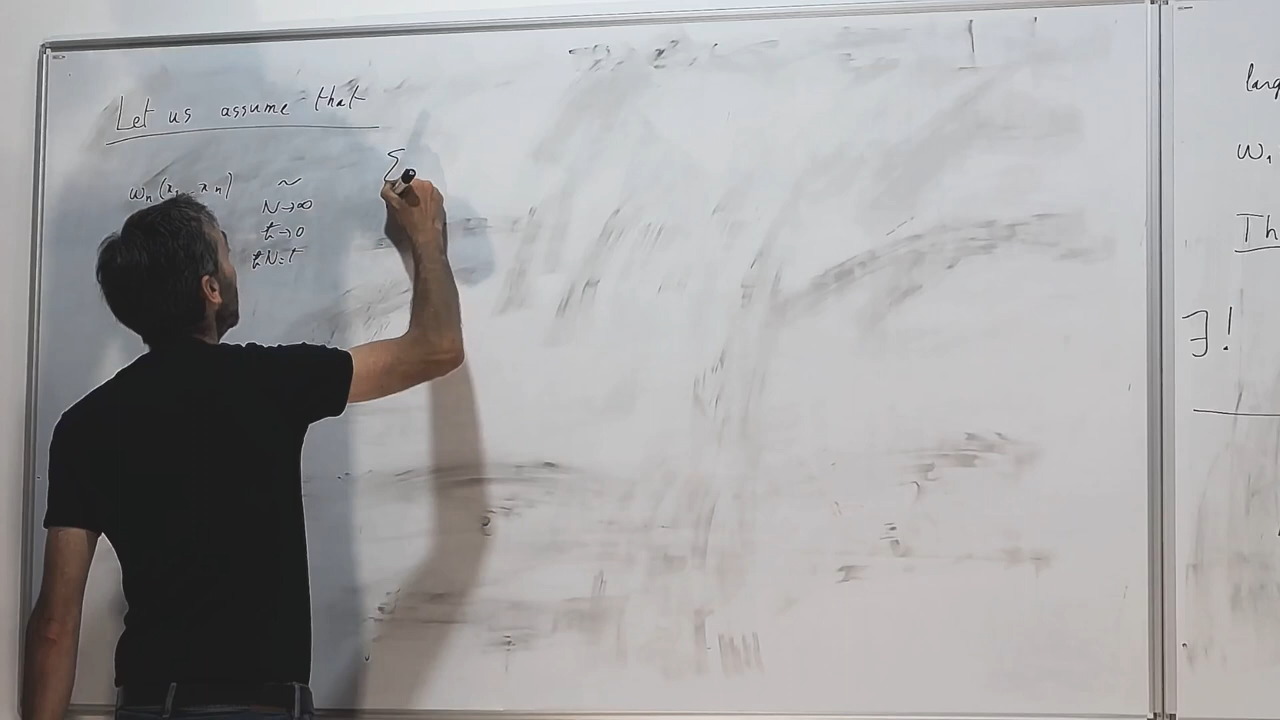 Let us assume that
ωn(x1 ... xn) ~
N→∞
ħ→0
ħN=T
Σ
larg
ω1
Th
∃!